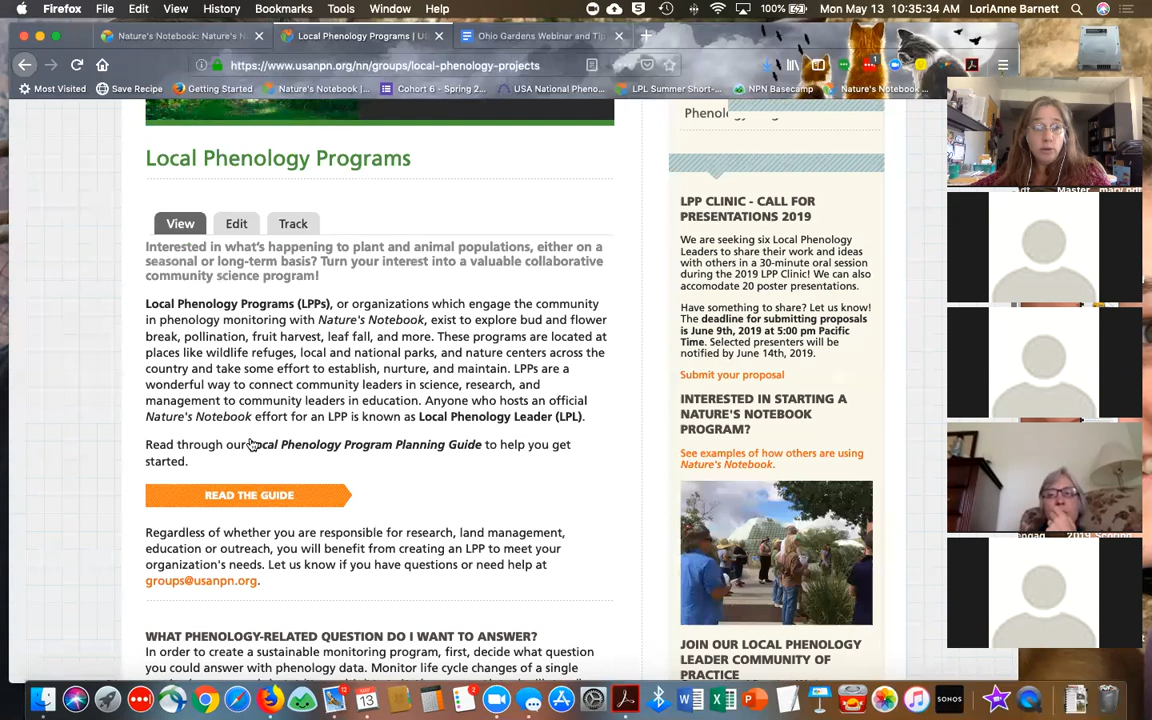 Firefox File Edit View History Bookmarks Tools Window Help 100% Mon May 13 10:35:34 AM LoriAnne Barnett
Nature's Notebook: Nature's N Local Phenology Programs | U Ohio Gardens Webinar and Tip
https://www.usanpn.org/nn/groups/local-phenology-projects
Most Visited Save Recipe Getting Started Nature's Notebook |... Cohort 6 - Spring 2... USA National Pheno... LPL Summer Short-... NPN Basecamp Nature's Notebook ...
Local Phenology Programs
View Edit Track
Interested in what's happening to plant and animal populations, either on a
seasonal or long-term basis? Turn your interest into a valuable collaborative
community science program!
Local Phenology Programs (LPPs), or organizations which engage the community
in phenology monitoring with Nature's Notebook, exist to explore bud and flower
break, pollination, fruit harvest, leaf fall, and more. These programs are located at
places like wildlife refuges, local and national parks, and nature centers across the
country and take some effort to establish, nurture, and maintain. LPPs are a
wonderful way to connect community leaders in science, research, and
management to community leaders in education. Anyone who hosts an official
Nature's Notebook effort for an LPP is known as Local Phenology Leader (LPL).
Read through our Local Phenology Program Planning Guide to help you get
started.
READ THE GUIDE
Regardless of whether you are responsible for research, land management,
education or outreach, you will benefit from creating an LPP to meet your
organization's needs. Let us know if you have questions or need help at
groups@usanpn.org.
WHAT PHENOLOGY-RELATED QUESTION DO I WANT TO ANSWER?
In order to create a sustainable monitoring program, first, decide what question
you could answer with phenology data. Monitor life cycle changes of a single
LPP CLINIC - CALL FOR
PRESENTATIONS 2019
We are seeking six Local Phenology
Leaders to share their work and ideas
with others in a 30-minute oral session
during the 2019 LPP Clinic! We can also
accomodate 20 poster presentations.
Have something to share? Let us know!
The deadline for submitting proposals
is June 9th, 2019 at 5:00 pm Pacific
Time. Selected presenters will be
notified by June 14th, 2019.
Submit your proposal
INTERESTED IN STARTING A
NATURE'S NOTEBOOK
PROGRAM?
See examples of how others are using
Nature's Notebook.
JOIN OUR LOCAL PHENOLOGY
LEADER COMMUNITY OF
PRACTICE
SONOS